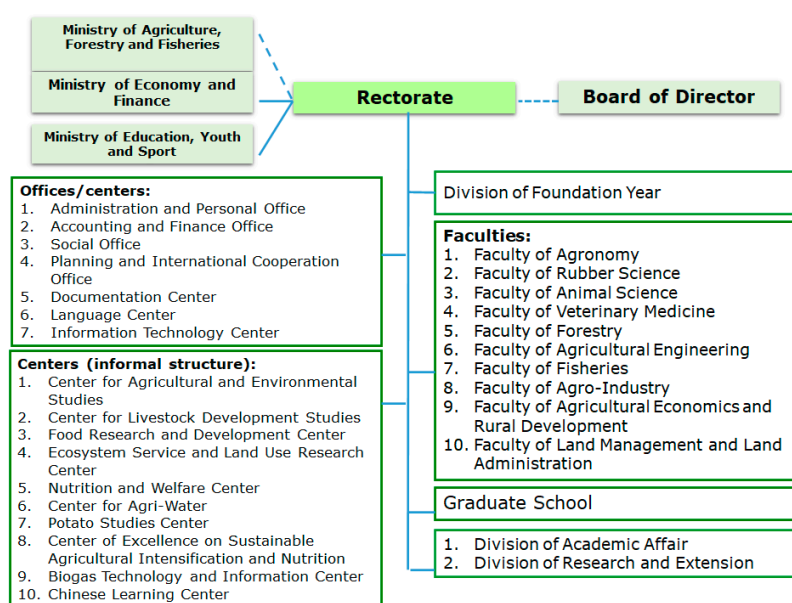 Ministry of Agriculture,
Forestry and Fisheries
Ministry of Economy and
Finance
Ministry of Education, Youth
and Sport
Rectorate
Board of Director
Offices/centers:
1. Administration and Personal Office
2. Accounting and Finance Office
3. Social Office
4. Planning and International Cooperation
Office
5. Documentation Center
6. Language Center
7. Information Technology Center
Centers (informal structure):
1. Center for Agricultural and Environmental
Studies
2. Center for Livestock Development Studies
3. Food Research and Development Center
4. Ecosystem Service and Land Use Research
Center
5. Nutrition and Welfare Center
6. Center for Agri-Water
7. Potato Studies Center
8. Center of Excellence on Sustainable
Agricultural Intensification and Nutrition
9. Biogas Technology and Information Center
10. Chinese Learning Center
Division of Foundation Year
Faculties:
1. Faculty of Agronomy
2. Faculty of Rubber Science
3. Faculty of Animal Science
4. Faculty of Veterinary Medicine
5. Faculty of Forestry
6. Faculty of Agricultural Engineering
7. Faculty of Fisheries
8. Faculty of Agro-Industry
9. Faculty of Agricultural Economics and
Rural Development
10. Faculty of Land Management and Land
Administration
Graduate School
1. Division of Academic Affair
2. Division of Research and Extension